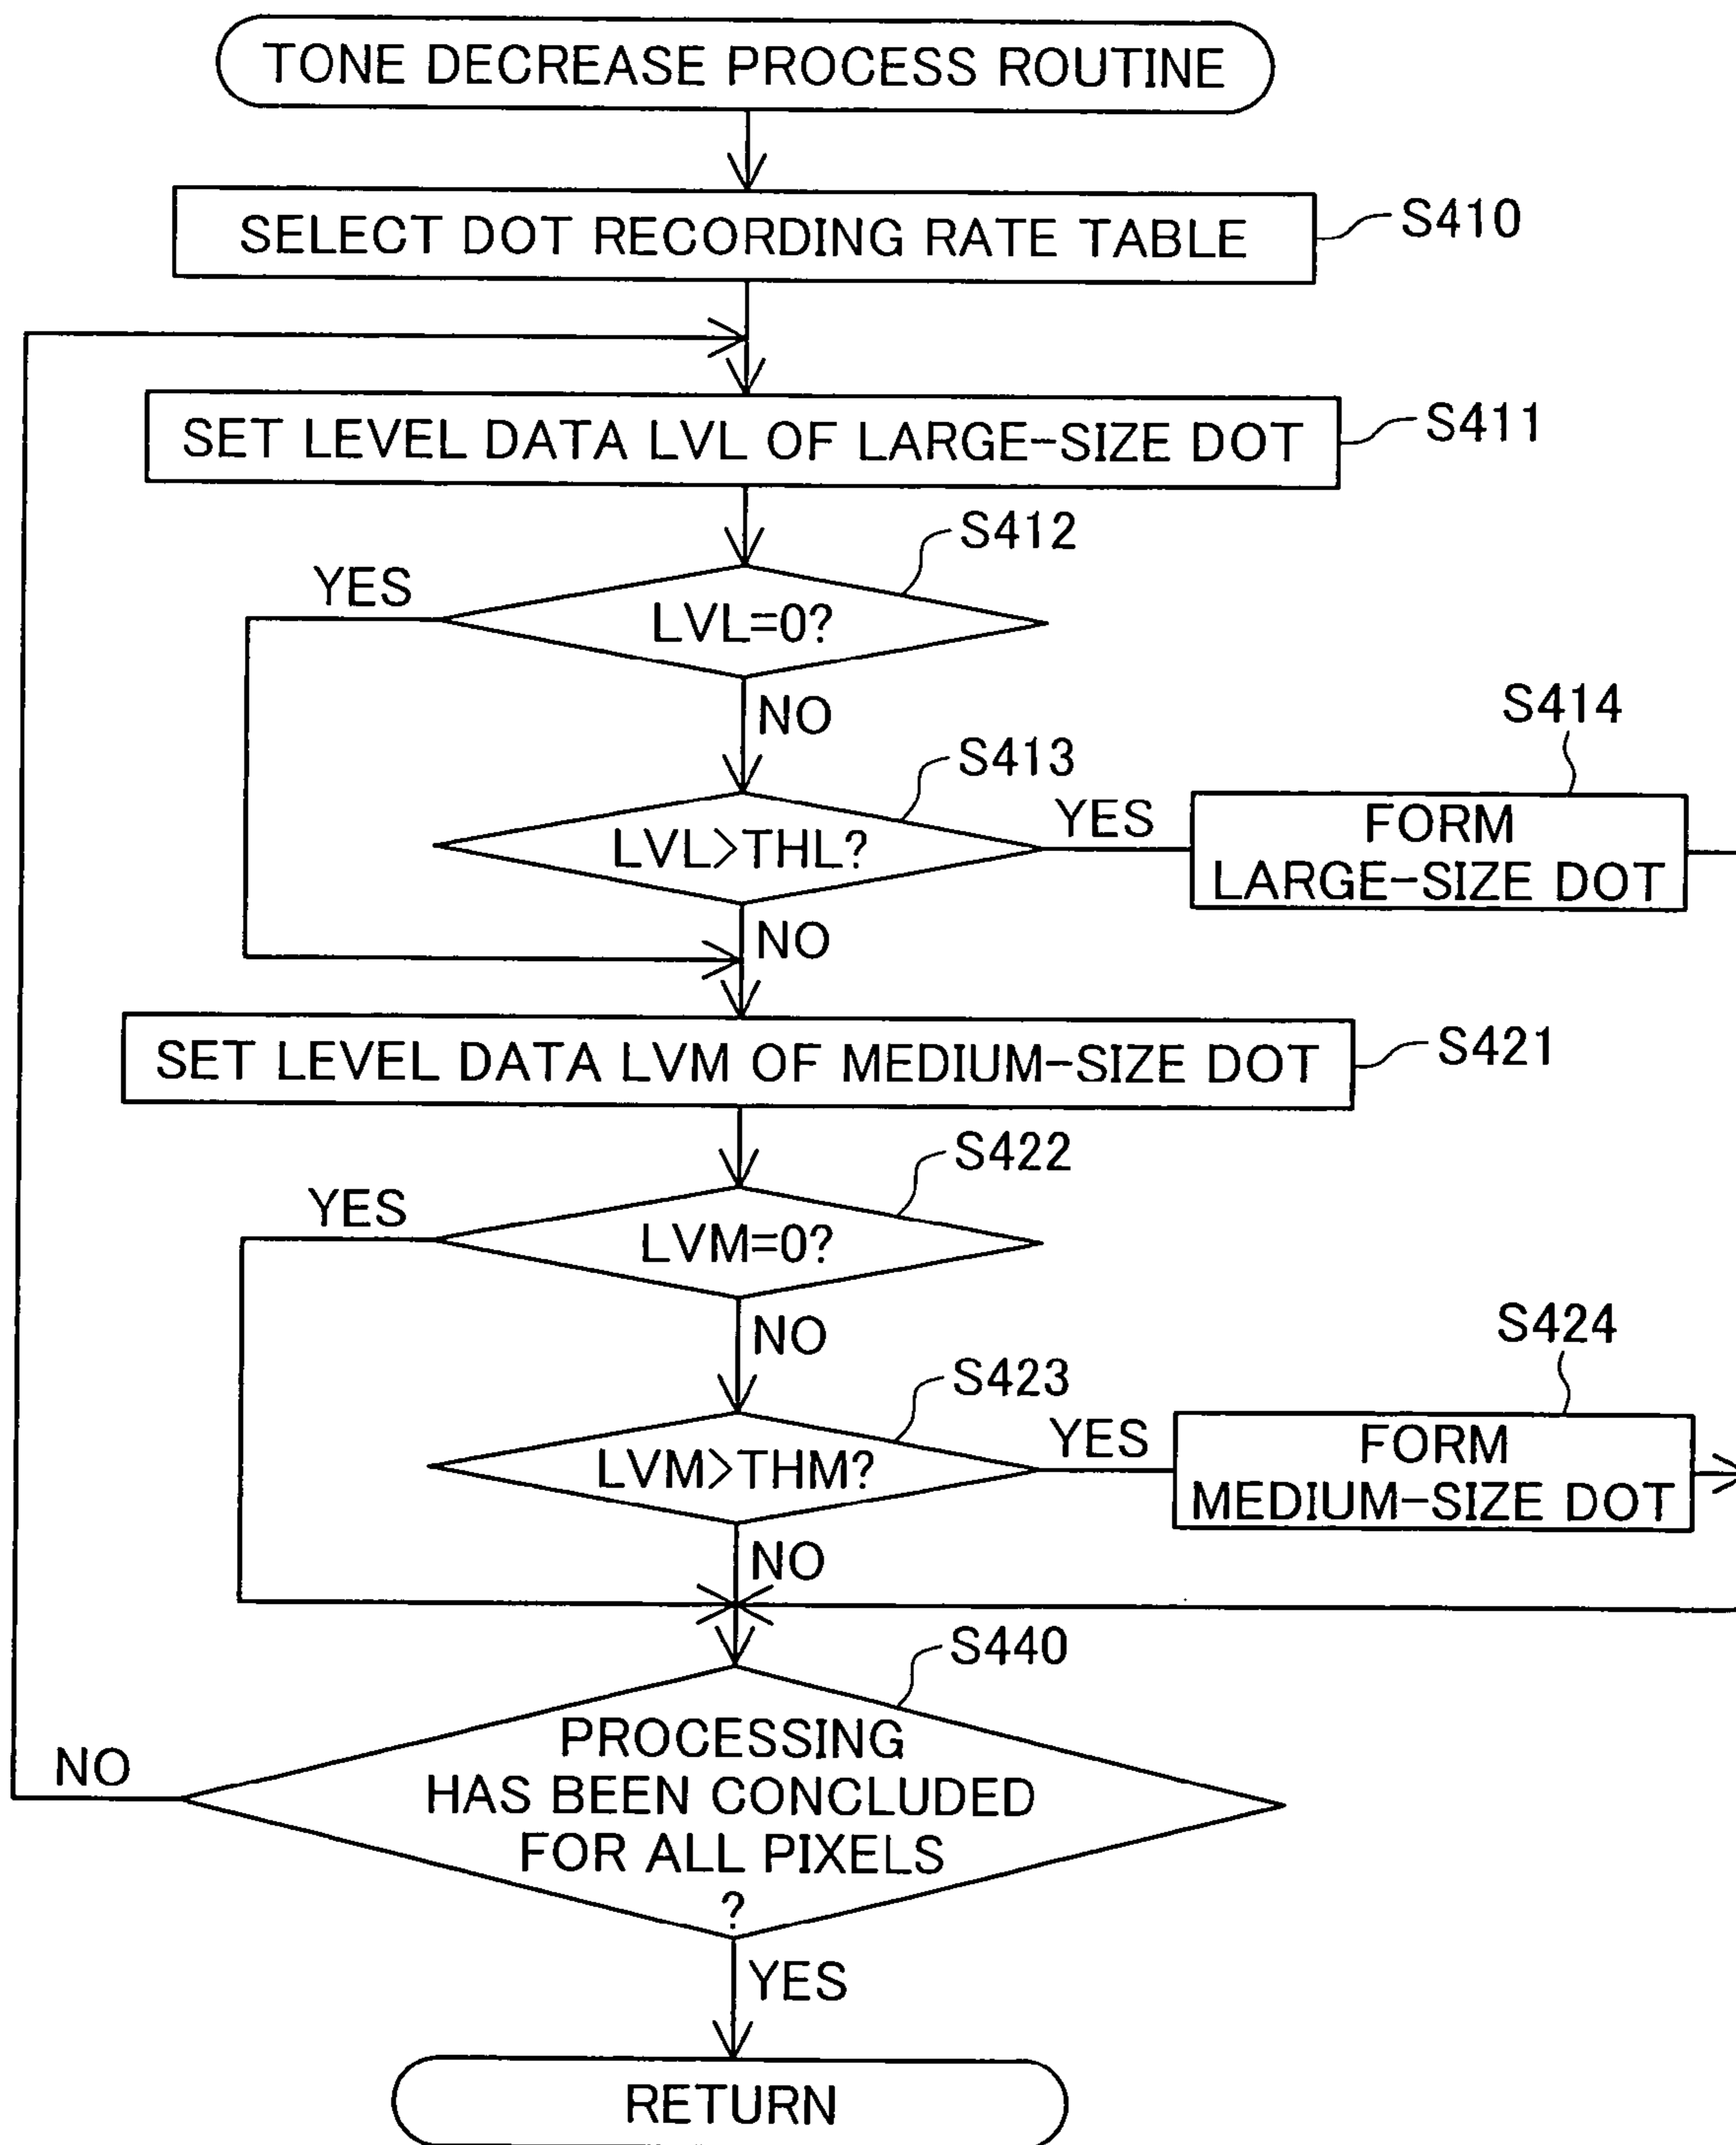 TONE DECREASE PROCESS ROUTINE
SELECT DOT RECORDING RATE TABLE
S410
SET LEVEL DATA LVL OF LARGE-SIZE DOT
S411
S412
YES
LVL=0?
NO
S414
S413
LVL>THL?
YES
FORM
LARGE-SIZE DOT
NO
SET LEVEL DATA LVM OF MEDIUM-SIZE DOT
S421
S422
YES
LVM=0?
NO
S424
S423
LVM>THM?
YES
FORM
MEDIUM-SIZE DOT
NO
S440
NO
PROCESSING
HAS BEEN CONCLUDED
FOR ALL PIXELS
?
YES
RETURN